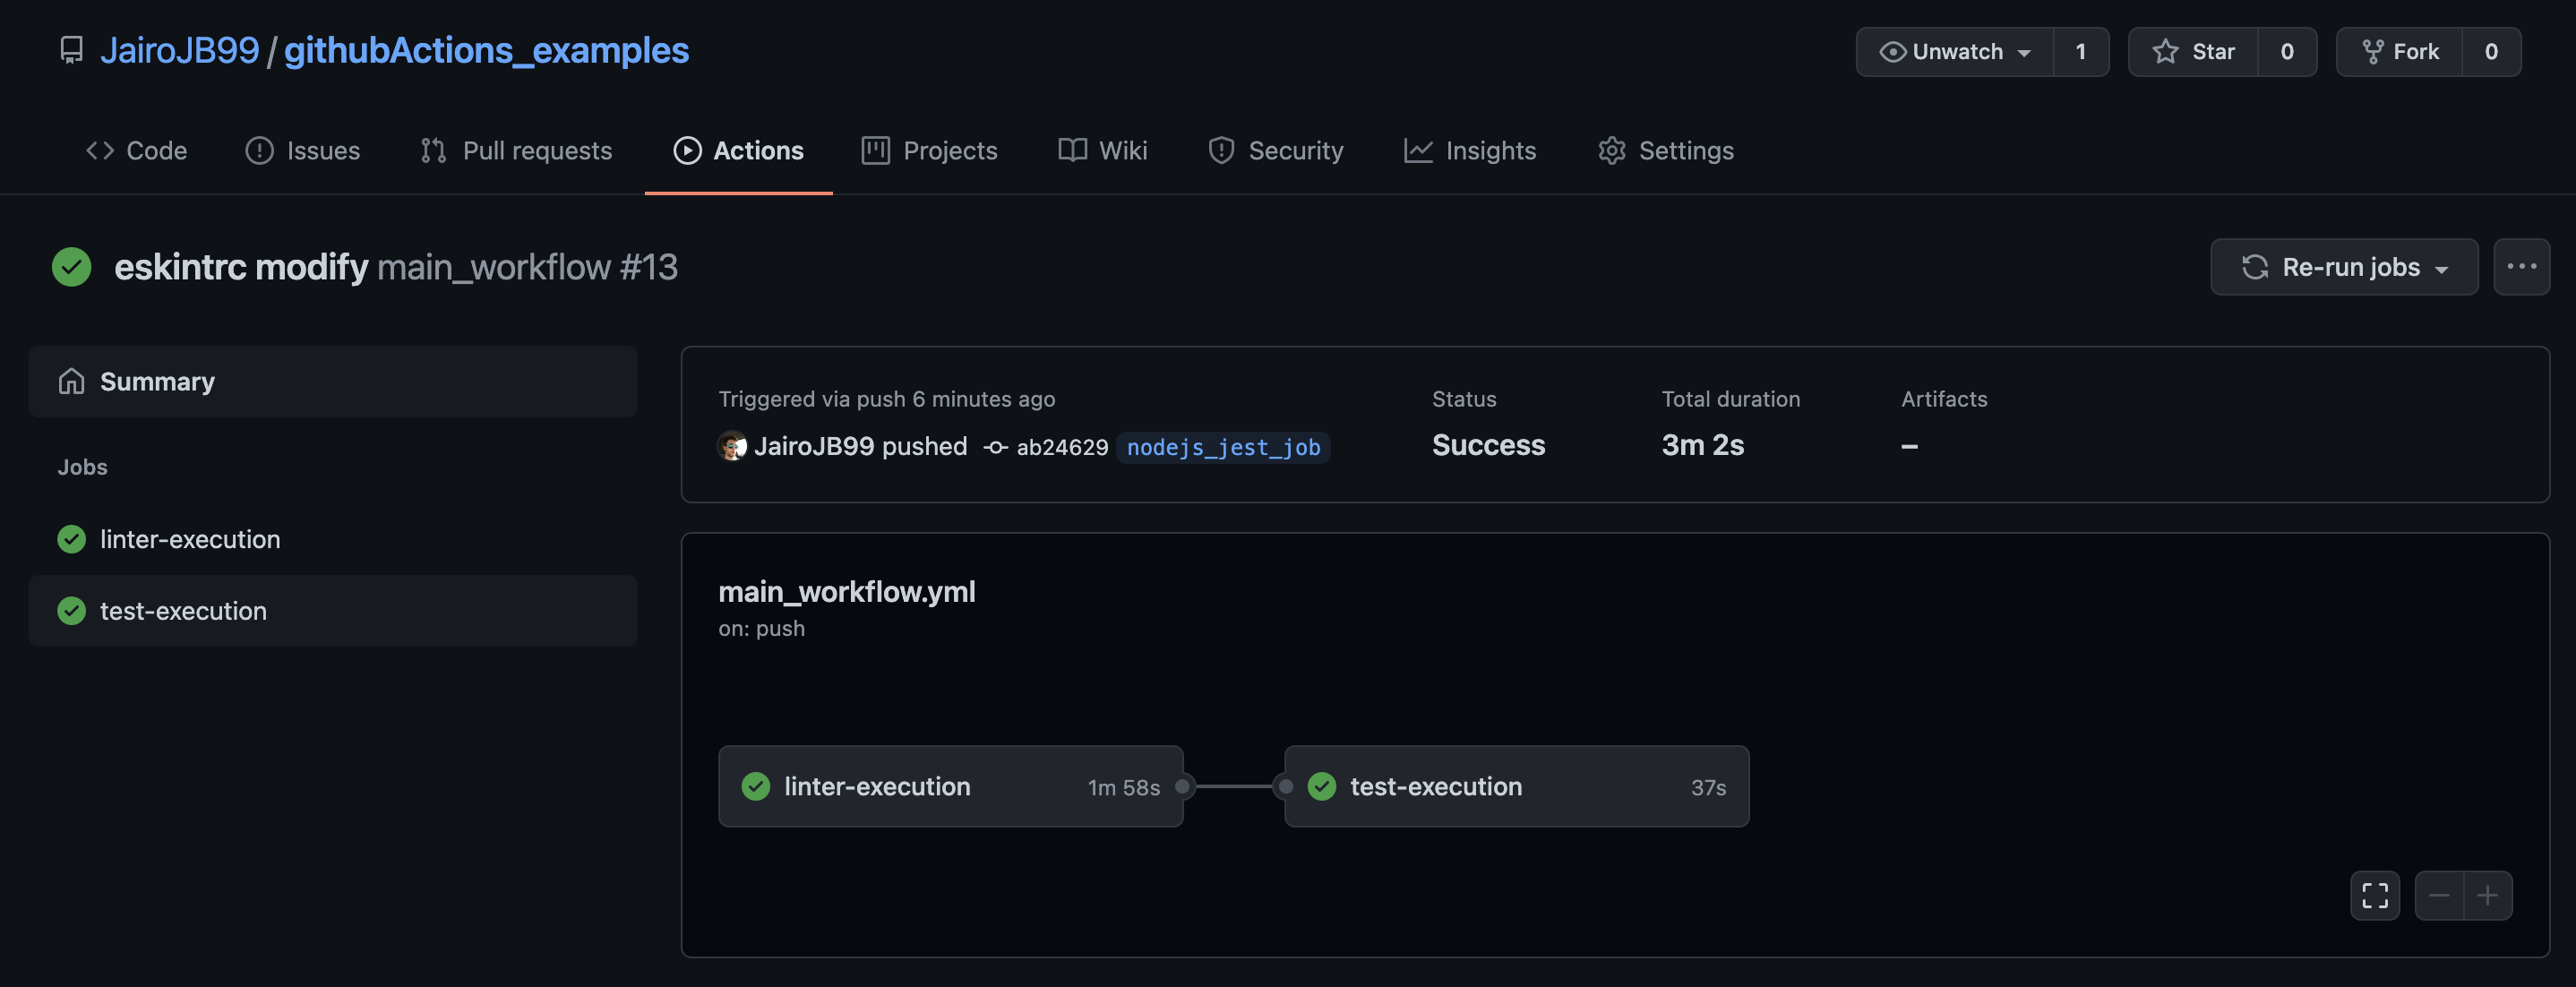 JairoJB99 / githubActions_examples
Unwatch 1 Star 0 Fork 0
Code Issues Pull requests Actions Projects Wiki Security Insights Settings
eskintrc modify main_workflow #13
Re-run jobs
Summary
Jobs
linter-execution
test-execution
Triggered via push 6 minutes ago
JairoJB99 pushed ab24629 nodejs_jest_job
Status
Success
Total duration
3m 2s
Artifacts
–
main_workflow.yml
on: push
linter-execution 1m 58s
test-execution 37s